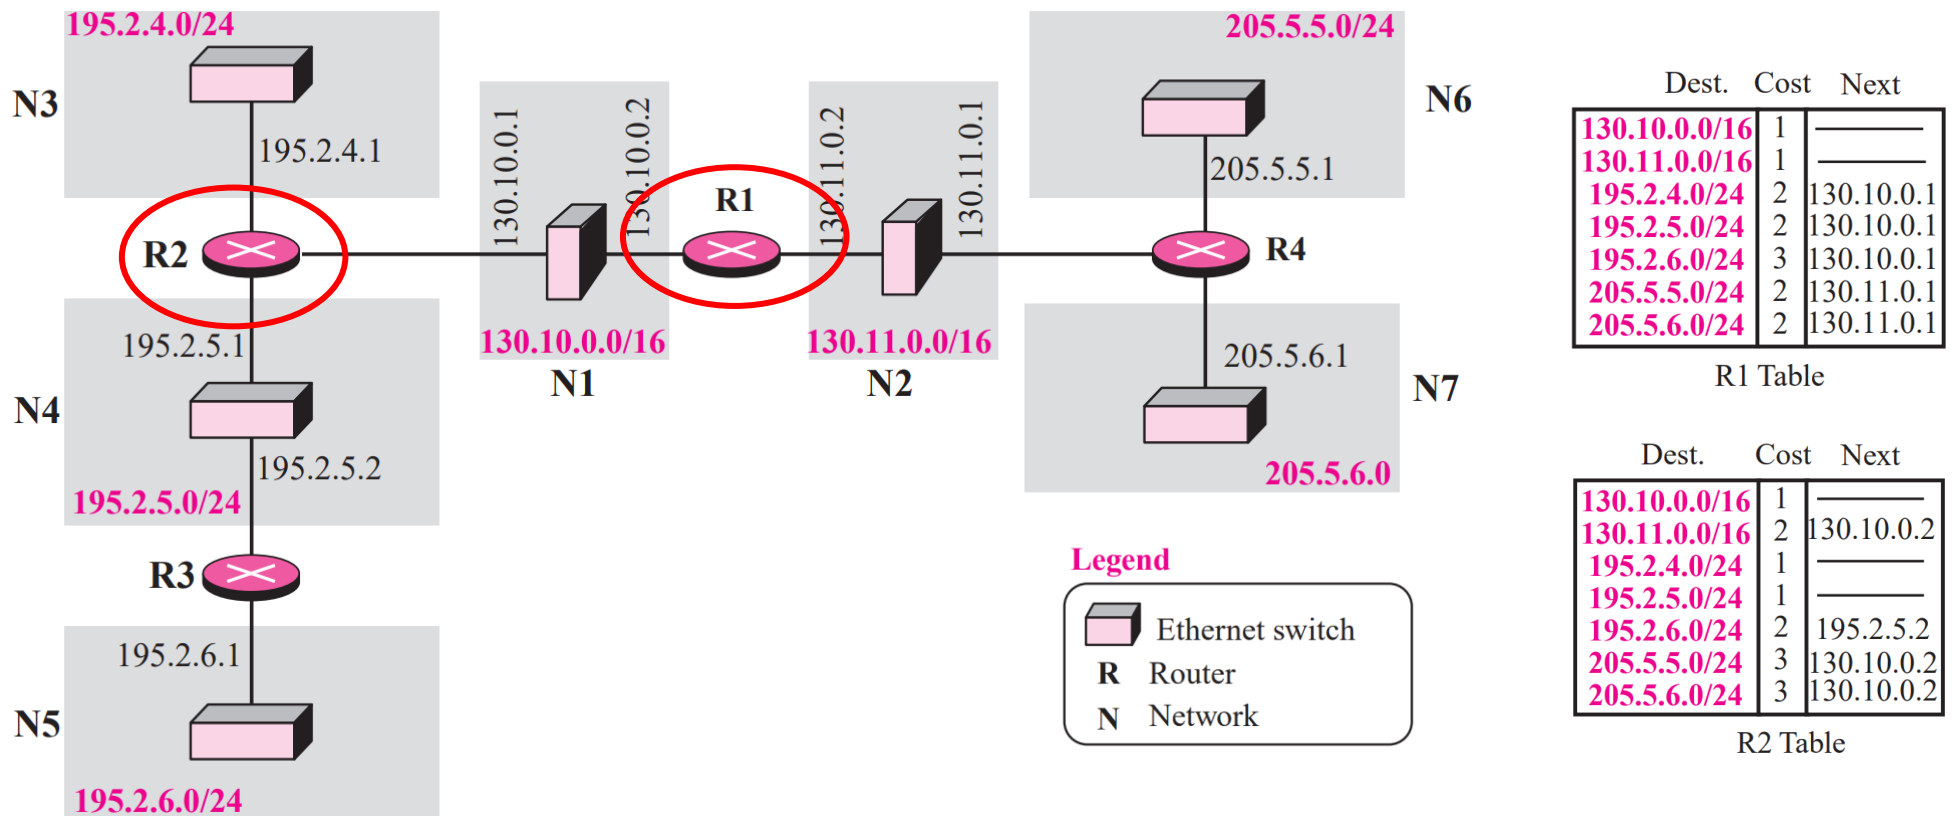 195.2.4.0/24
N3
195.2.4.1
R2
195.2.5.1
N4
195.2.5.2
195.2.5.0/24
R3
195.2.6.1
N5
195.2.6.0/24
130.10.0.1
130.10.0.2
130.10.0.0/16
N1
R1
130.11.0.2
130.11.0.1
130.11.0.0/16
N2
205.5.5.0/24
N6
205.5.5.1
R4
205.5.6.1
N7
205.5.6.0
Legend
Ethernet switch
R Router
N Network
Dest. Cost Next
130.10.0.0/16 1
130.11.0.0/16 1
195.2.4.0/24 2 130.10.0.1
195.2.5.0/24 2 130.10.0.1
195.2.6.0/24 3 130.10.0.1
205.5.5.0/24 2 130.11.0.1
205.5.6.0/24 2 130.11.0.1
R1 Table
Dest. Cost Next
130.10.0.0/16 1
130.11.0.0/16 2 130.10.0.2
195.2.4.0/24 1
195.2.5.0/24 1
195.2.6.0/24 2 195.2.5.2
205.5.5.0/24 3 130.10.0.2
205.5.6.0/24 3 130.10.0.2
R2 Table